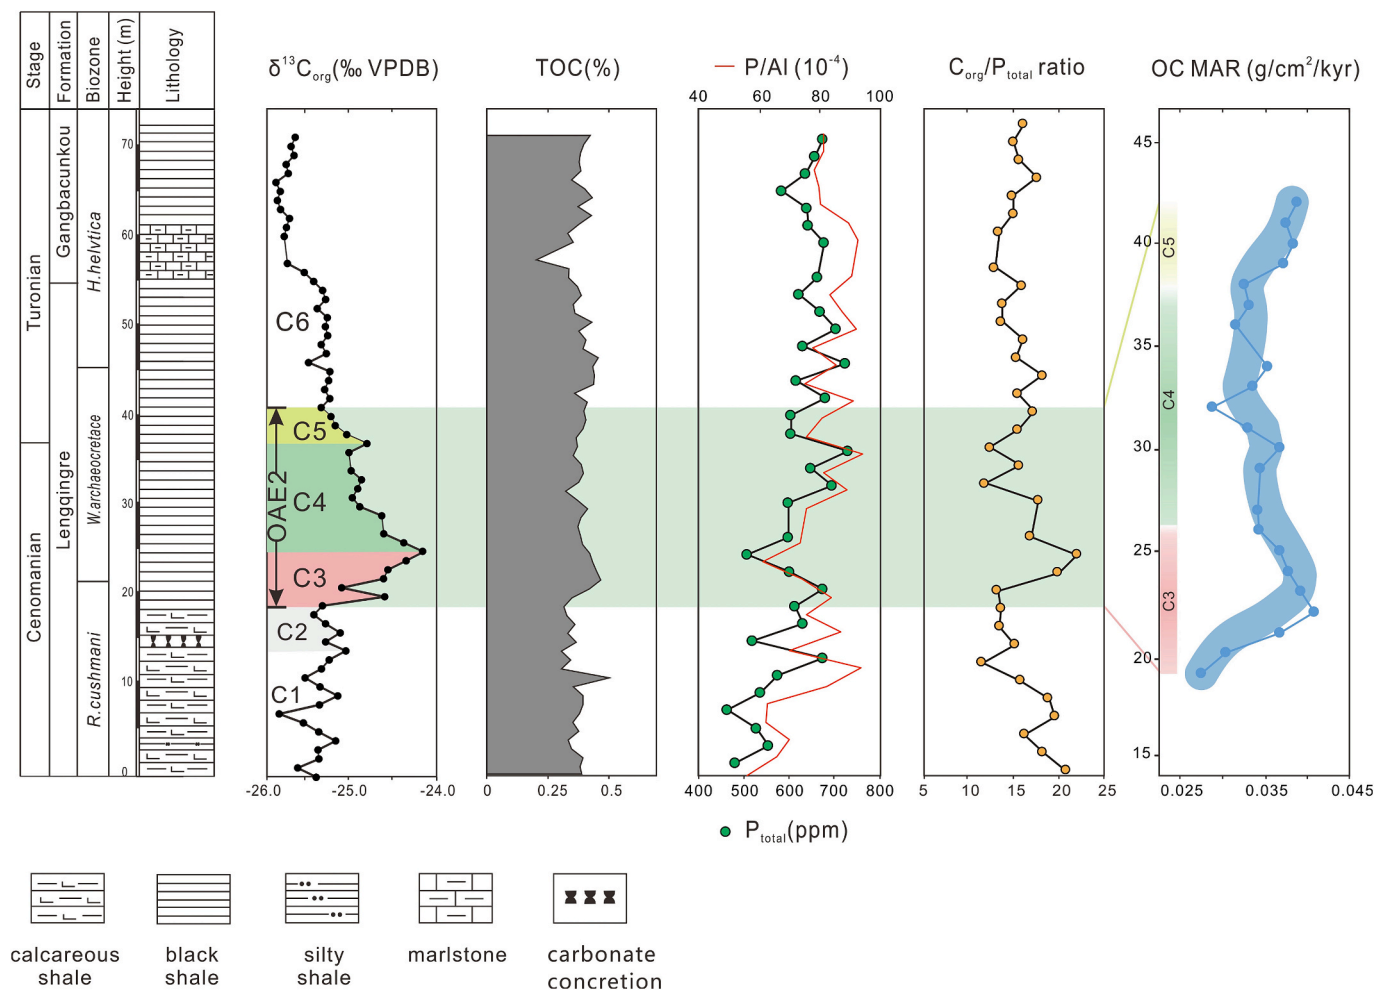 Stage
Formation
Biozone
Height (m)
Lithology
δ¹³Corg(‰ VPDB)
TOC(%)
P/Al (10⁻⁴)
Corg/Ptotal ratio
OC MAR (g/cm²/kyr)
40 60 80 100
Turonian
Cenomanian
Gangbacunkou
Lengqingre
H.helvtica
W.archaeocretace
R.cushmani
70
60
50
40
30
20
10
0
C6
C5
C4
C3
C2
C1
OAE2
45
40
35
30
25
20
15
C5
C4
C3
-26.0 -25.0 -24.0
0 0.25 0.5
400 500 600 700 800
5 10 15 20 25
0.025 0.035 0.045
Ptotal(ppm)
calcareous
shale
black
shale
silty
shale
marlstone
carbonate
concretion